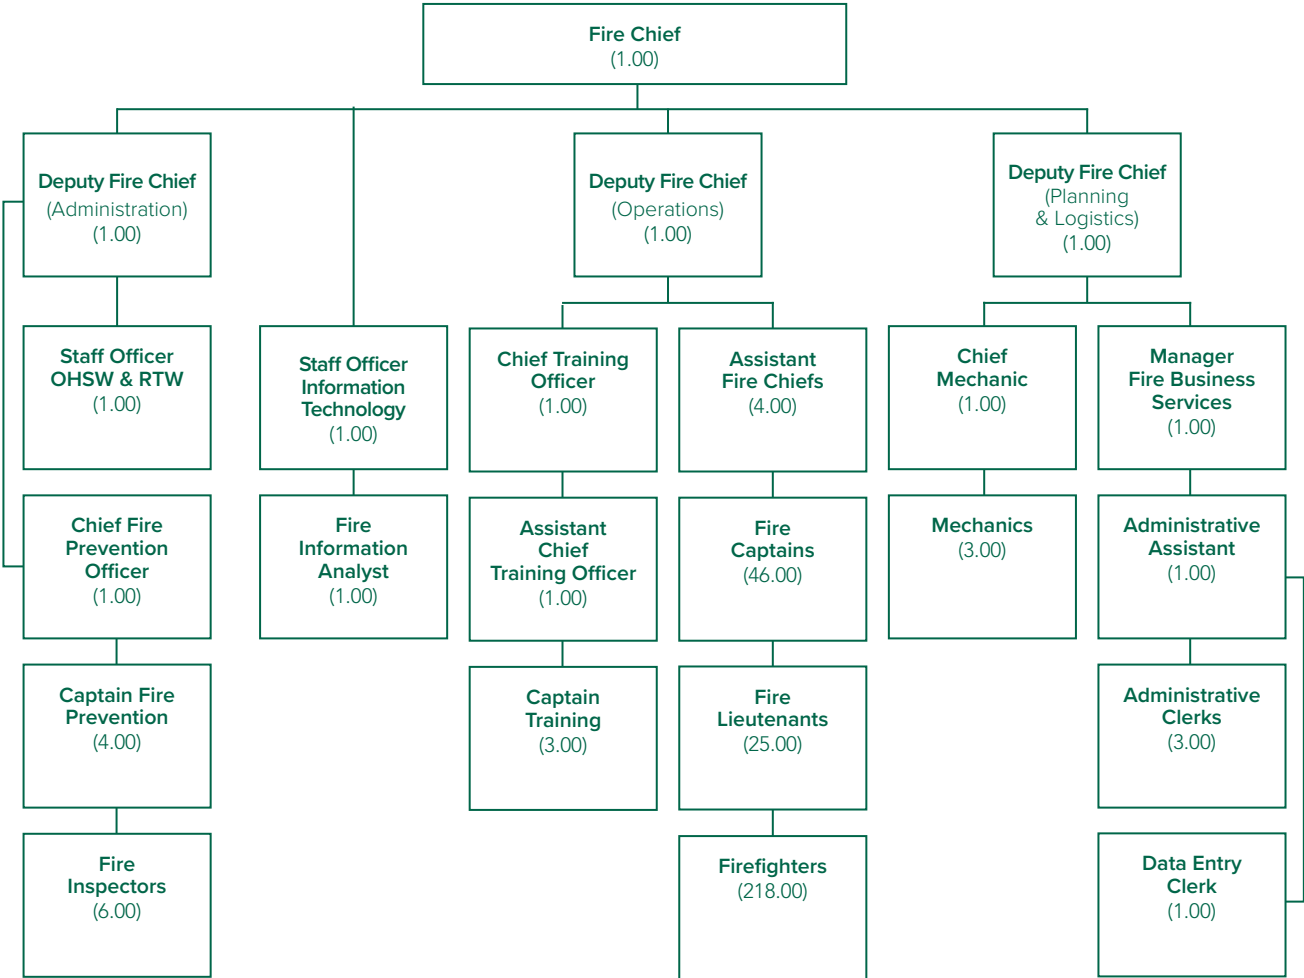 Fire Chief
(1.00)
Deputy Fire Chief
(Administration)
(1.00)
Deputy Fire Chief
(Operations)
(1.00)
Deputy Fire Chief
(Planning
& Logistics)
(1.00)
Staff Officer
OHSW & RTW
(1.00)
Staff Officer
Information
Technology
(1.00)
Chief Training
Officer
(1.00)
Assistant
Fire Chiefs
(4.00)
Chief
Mechanic
(1.00)
Manager
Fire Business
Services
(1.00)
Chief Fire
Prevention
Officer
(1.00)
Fire
Information
Analyst
(1.00)
Assistant
Chief
Training Officer
(1.00)
Fire
Captains
(46.00)
Mechanics
(3.00)
Administrative
Assistant
(1.00)
Captain Fire
Prevention
(4.00)
Captain
Training
(3.00)
Fire
Lieutenants
(25.00)
Administrative
Clerks
(3.00)
Fire
Inspectors
(6.00)
Firefighters
(218.00)
Data Entry
Clerk
(1.00)